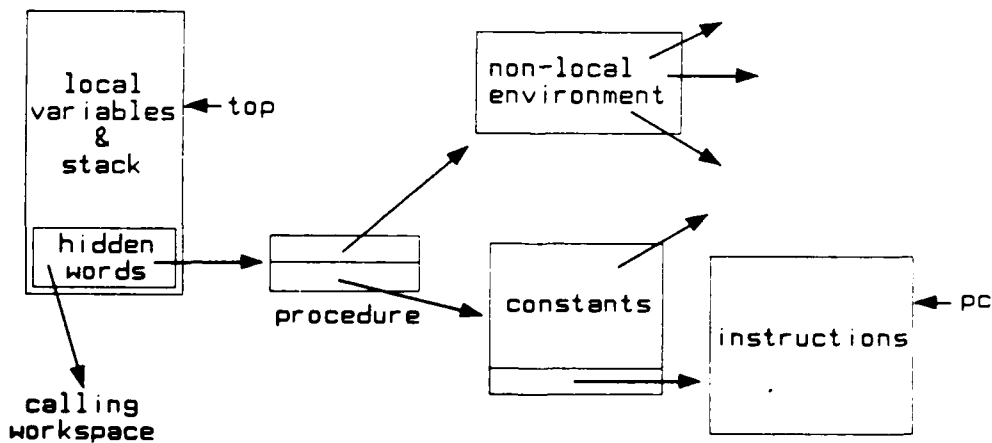 local
variables
&
stack
top
hidden
words
calling
workspace
procedure
non-local
environment
constants
instructions
pc